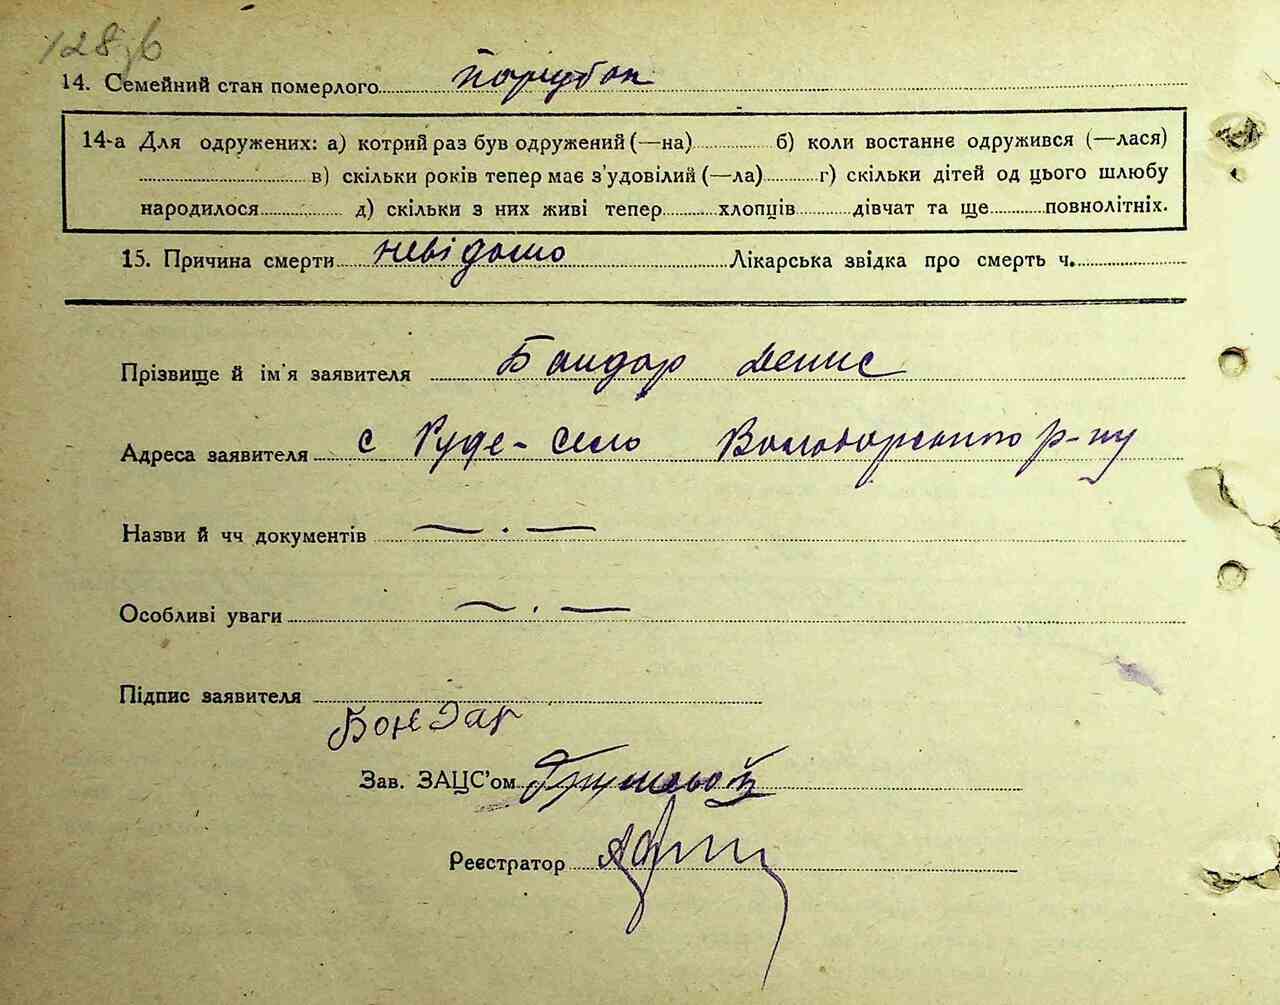 128зб
14. Семейний стан померлого парубок
14-а Для одружених: а) котрий раз був одружений (—на) б) коли востаннє одружився (—лася)
в) скільки років тепер має з'удовілий (—ла) г) скільки дітей од цього шлюбу
народилося д) скільки з них живі тепер хлопців дівчат та ще повнолітніх.
15. Причина смерти невідомо Лікарська звідка про смерть ч.
Прізвище й ім'я заявителя Бондар Денис
Адреса заявителя с Руде-село Володарського р-ну
Назви й чч документів — . —
Особливі уваги — . —
Підпис заявителя
Бондар
Зав. ЗАЦС'ом
Реєстратор